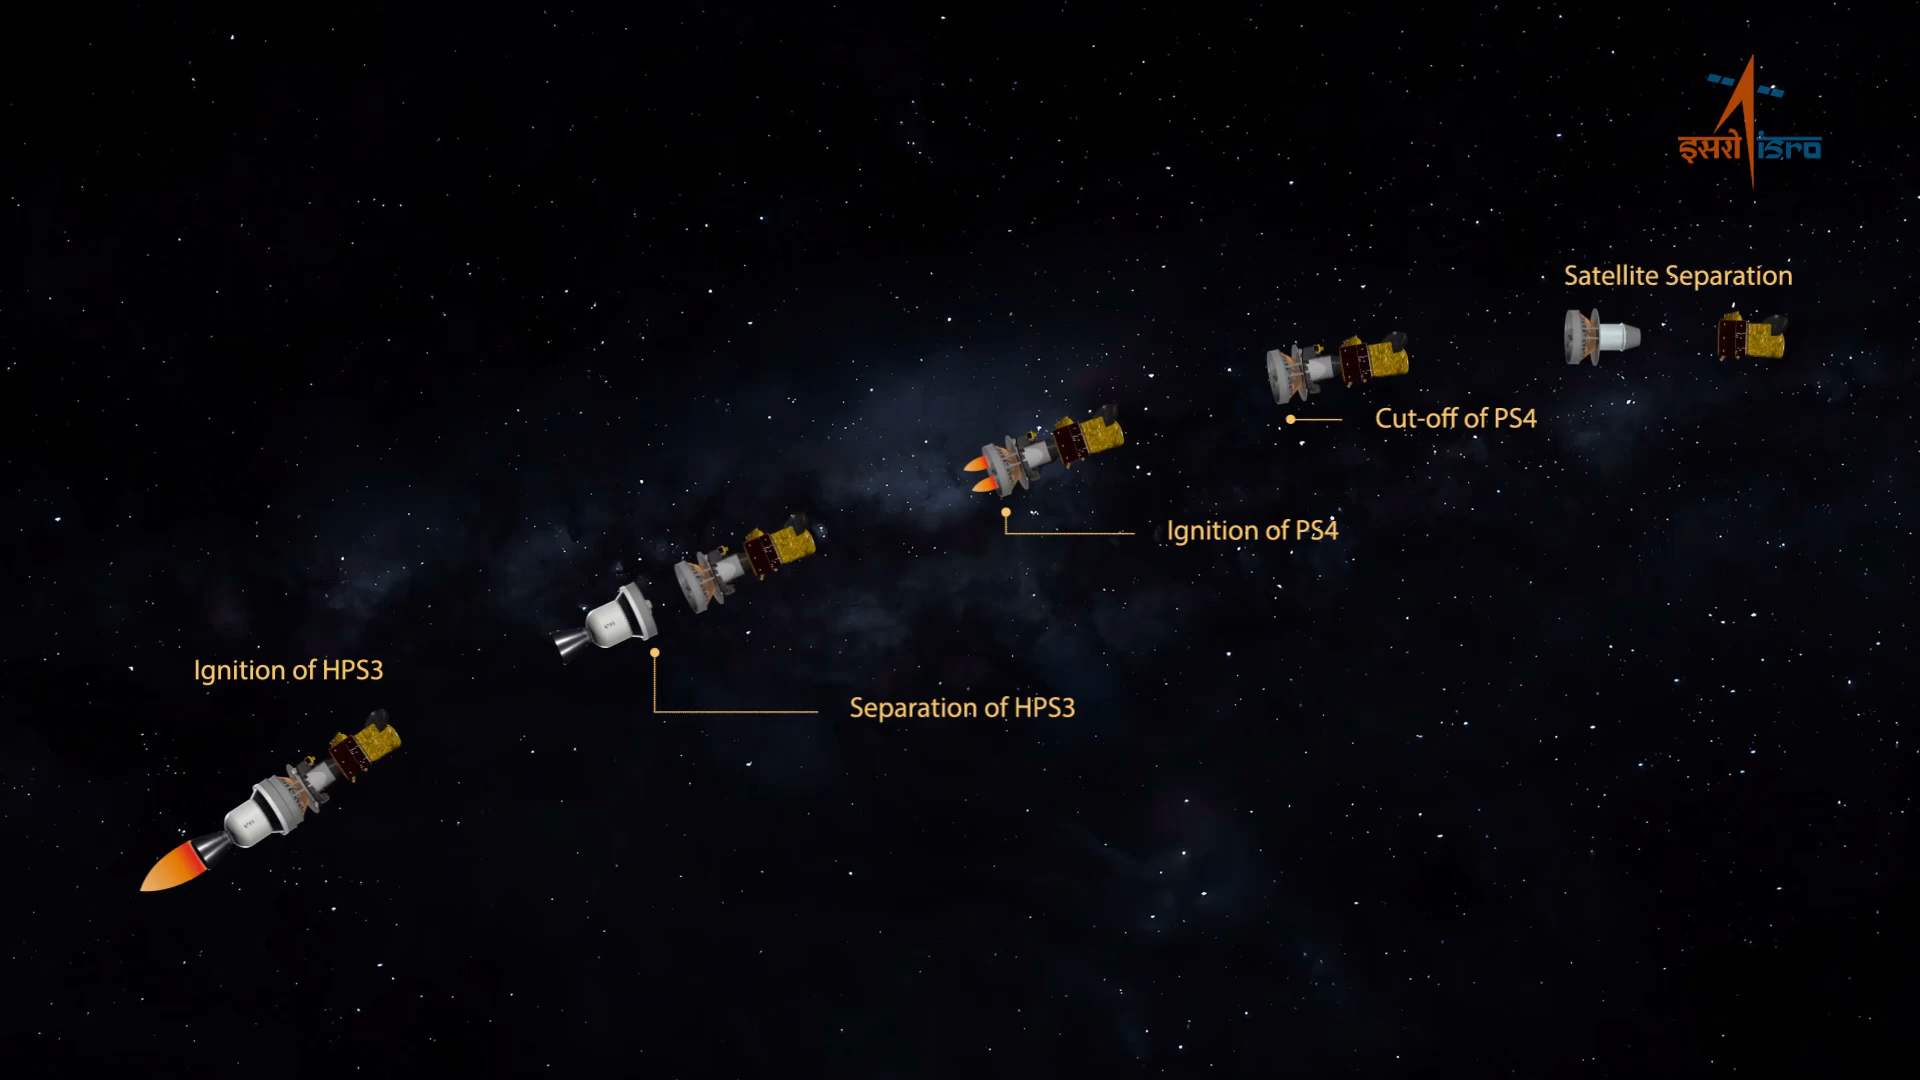 इसरो isro
Satellite Separation
Cut-off of PS4
Ignition of PS4
Ignition of HPS3
Separation of HPS3